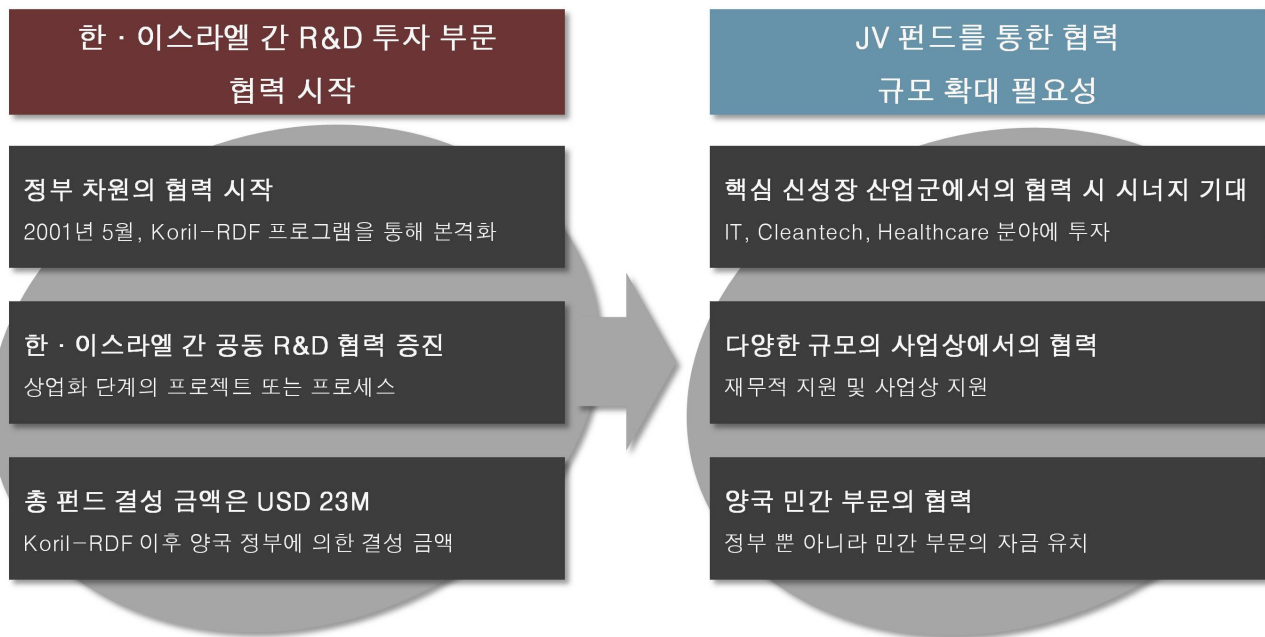 한 · 이스라엘 간 R&D 투자 부문
협력 시작
정부 차원의 협력 시작
2001년 5월, Koril-RDF 프로그램을 통해 본격화
한 · 이스라엘 간 공동 R&D 협력 증진
상업화 단계의 프로젝트 또는 프로세스
총 펀드 결성 금액은 USD 23M
Koril-RDF 이후 양국 정부에 의한 결성 금액
JV 펀드를 통한 협력
규모 확대 필요성
핵심 신성장 산업군에서의 협력 시 시너지 기대
IT, Cleantech, Healthcare 분야에 투자
다양한 규모의 사업상에서의 협력
재무적 지원 및 사업상 지원
양국 민간 부문의 협력
정부 뿐 아니라 민간 부문의 자금 유치